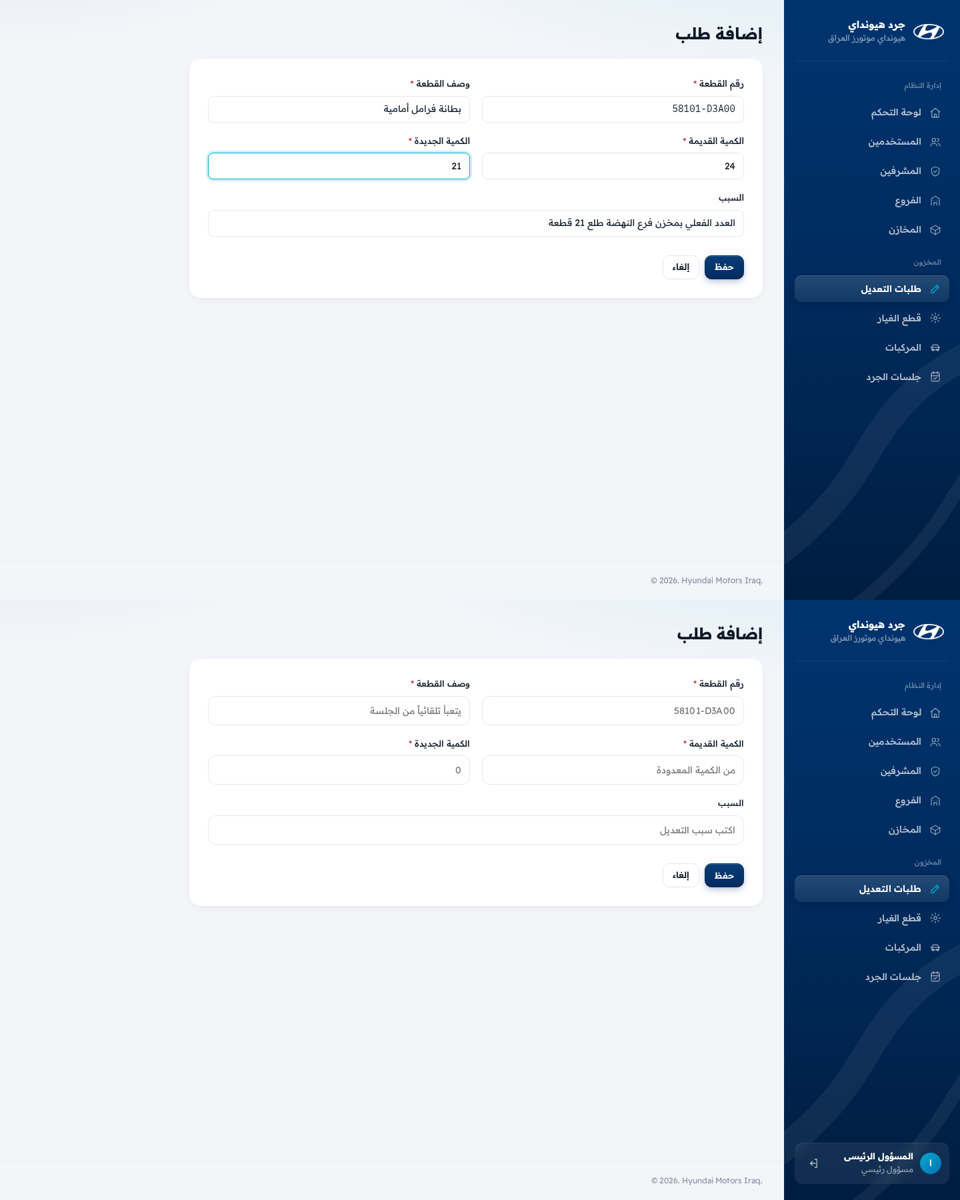 جرد هيونداي
هيونداي موتورز العراق
إدارة النظام
لوحة التحكم
المستخدمين
المشرفين
الفروع
المخازن
المخزون
طلبات التعديل
قطع الغيار
المركبات
جلسات الجرد
إضافة طلب
رقم القطعة *
وصف القطعة *
58101-D3A00
بطانة فرامل أمامية
الكمية القديمة *
الكمية الجديدة *
24
21
السبب
العدد الفعلي بمخزن فرع النهضة طلع 21 قطعة
حفظ
إلغاء
© 2026. Hyundai Motors Iraq.
جرد هيونداي
هيونداي موتورز العراق
إدارة النظام
لوحة التحكم
المستخدمين
المشرفين
الفروع
المخازن
المخزون
طلبات التعديل
قطع الغيار
المركبات
جلسات الجرد
ا
المسؤول الرئيسي
مسؤول رئيسي
إضافة طلب
رقم القطعة *
وصف القطعة *
58101-D3A00
يتعبأ تلقائياً من الجلسة
الكمية القديمة *
الكمية الجديدة *
من الكمية المعدودة
0
السبب
اكتب سبب التعديل
حفظ
إلغاء
© 2026. Hyundai Motors Iraq.